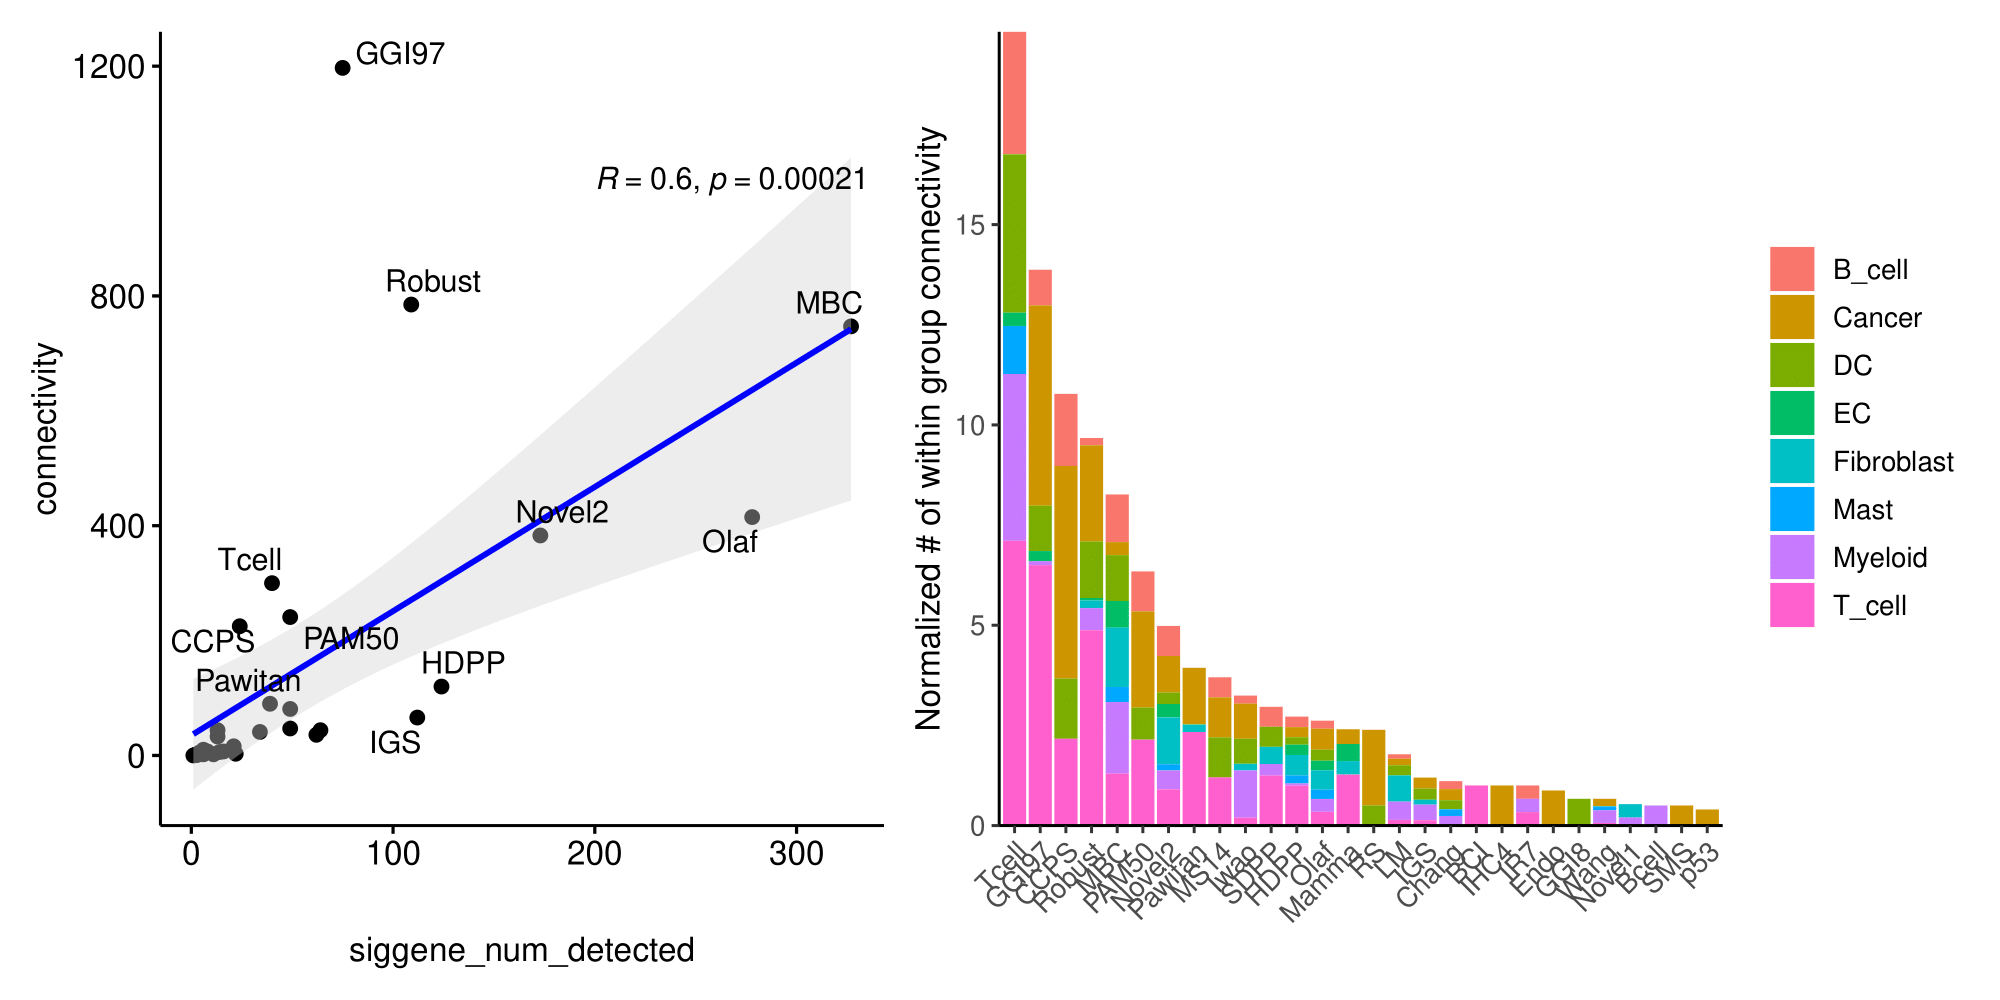 GGI97
1200
R = 0.6, p = 0.00021
Robust
800
MBC
connectivity
Novel2
400
Olaf
Tcell
CCPS
PAM50
HDPP
Pawitan
IGS
0
0
100
200
300
siggene_num_detected
Normalized # of within group connectivity
15
10
5
0
Tcell
GGI97
CCPS
Robust
MBC
PAM50
Novel2
Pawitan
MS14
Iwao
SDPP
HDPP
Olaf
Mamma
RS
LM
IGS
Chang
BCI
IHC4
IR7
Endo
GGI8
Wang
Novel1
Bcell
SMS
p53
B_cell
Cancer
DC
EC
Fibroblast
Mast
Myeloid
T_cell